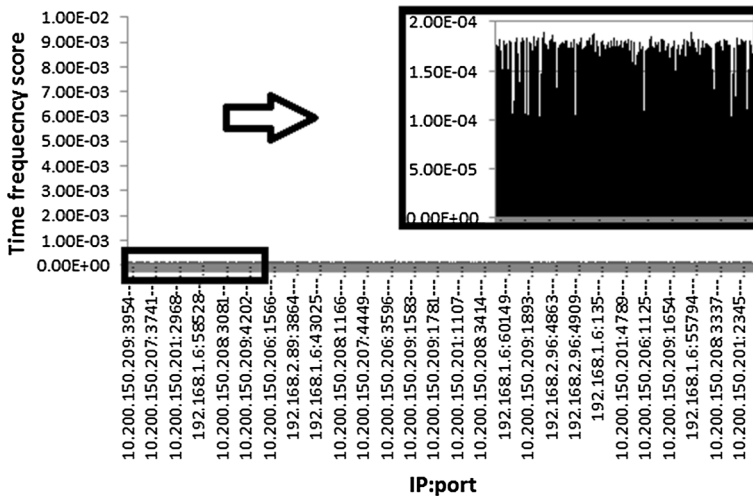 Time frequecncy score
1.00E-02
9.00E-03
8.00E-03
7.00E-03
6.00E-03
5.00E-03
4.00E-03
3.00E-03
2.00E-03
1.00E-03
0.00E+00
2.00E-04
1.50E-04
1.00E-04
5.00E-05
0.00E+00
10.200.150.209:3954---
10.200.150.207:3741---
10.200.150.201:2968---
192.168.1.6:58528---
10.200.150.208:3081---
10.200.150.209:4202---
10.200.150.206:1566---
192.168.2.89:3864---
192.168.1.6:43025---
10.200.150.208:1166---
10.200.150.207:4449---
10.200.150.206:3596---
10.200.150.209:1583---
10.200.150.209:1781---
10.200.150.201:1107---
10.200.150.208:3414---
192.168.1.6:60149---
10.200.150.209:1893---
192.168.2.96:4863---
192.168.2.96:4909---
192.168.1.6:135---
10.200.150.201:4789---
10.200.150.206:1125---
10.200.150.209:1654---
192.168.1.6:55794---
10.200.150.208:3337---
10.200.150.201:2345---
IP:port